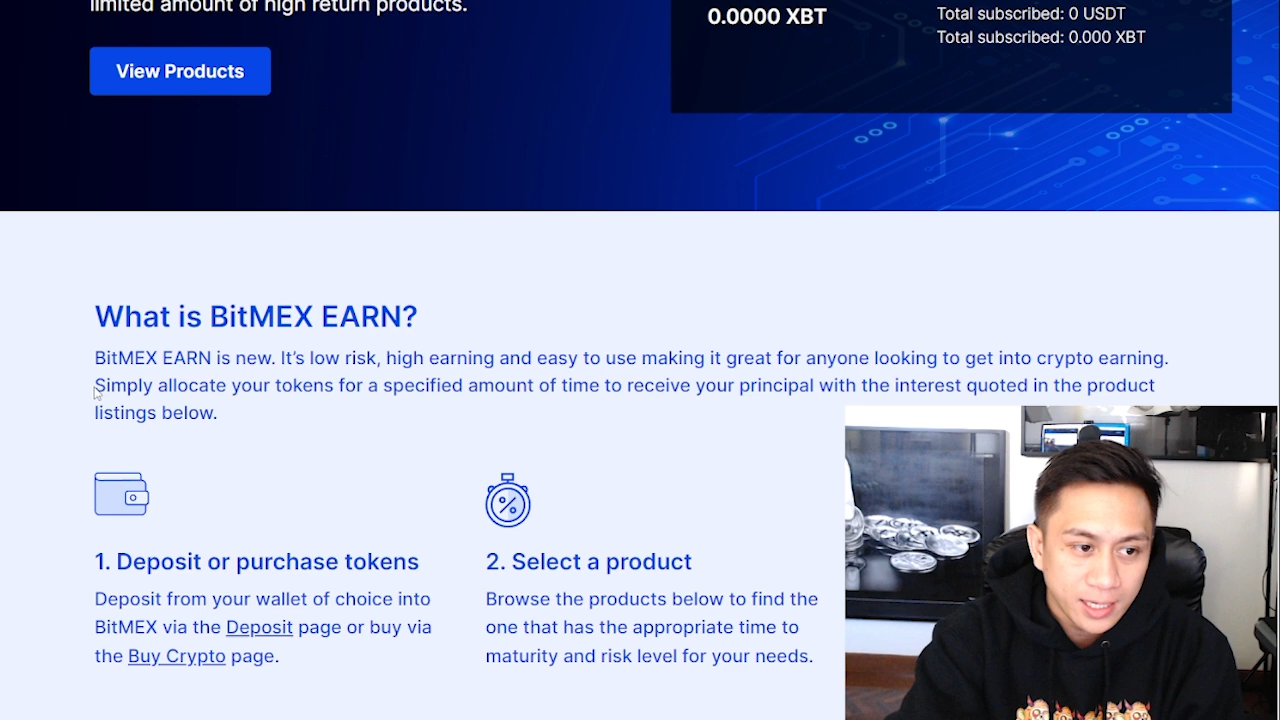 limited amount of high return products.
0.0000 XBT
Total subscribed: 0 USDT
Total subscribed: 0.000 XBT
View Products
What is BitMEX EARN?
BitMEX EARN is new. It’s low risk, high earning and easy to use making it great for anyone looking to get into crypto earning.
Simply allocate your tokens for a specified amount of time to receive your principal with the interest quoted in the product
listings below.
1. Deposit or purchase tokens
Deposit from your wallet of choice into
BitMEX via the Deposit page or buy via
the Buy Crypto page.
2. Select a product
Browse the products below to find the
one that has the appropriate time to
maturity and risk level for your needs.